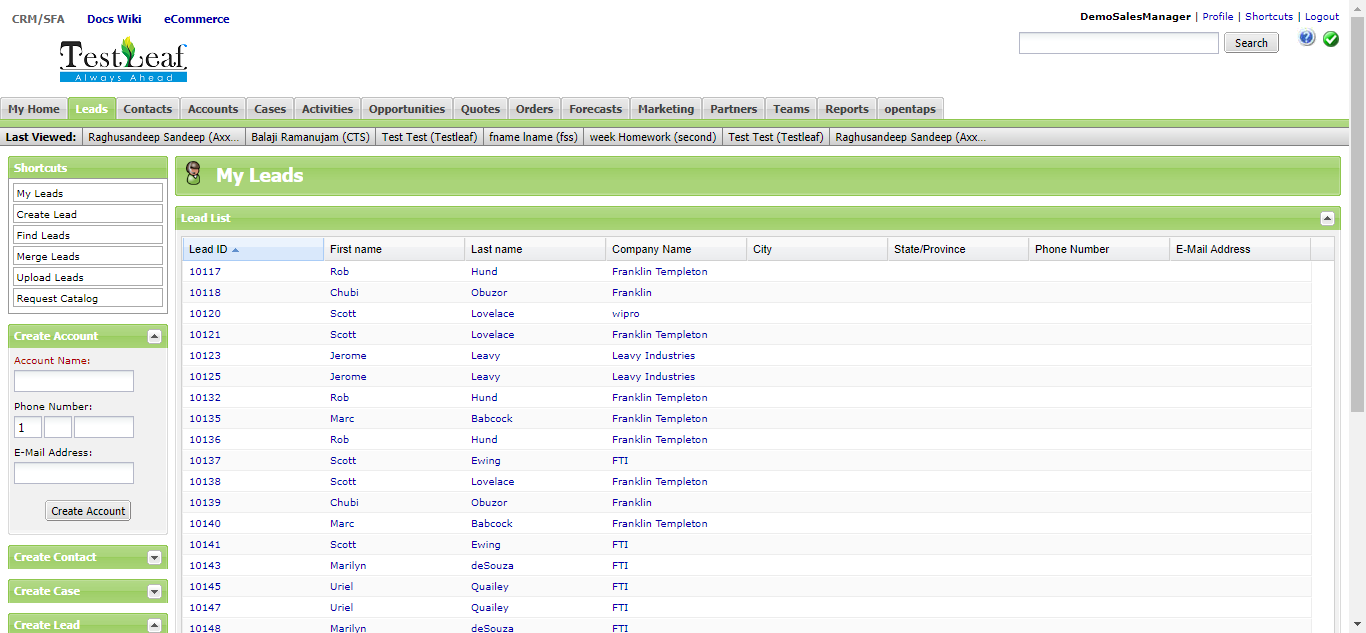 CRM/SFA Docs Wiki eCommerce
DemoSalesManager | Profile | Shortcuts | Logout
TestLeaf
Always Ahead
Search
My Home Leads Contacts Accounts Cases Activities Opportunities Quotes Orders Forecasts Marketing Partners Teams Reports opentaps
Last Viewed: Raghusandeep Sandeep (Axx... Balaji Ramanujam (CTS) Test Test (Testleaf) fname lname (fss) week Homework (second) Test Test (Testleaf) Raghusandeep Sandeep (Axx...
Shortcuts
My Leads
Create Lead
Find Leads
Merge Leads
Upload Leads
Request Catalog
Create Account
Account Name:
Phone Number:
1
E-Mail Address:
Create Account
Create Contact
Create Case
Create Lead
My Leads
Lead List
Lead ID First name Last name Company Name City State/Province Phone Number E-Mail Address
10117 Rob Hund Franklin Templeton
10118 Chubi Obuzor Franklin
10120 Scott Lovelace wipro
10121 Scott Lovelace Franklin Templeton
10123 Jerome Leavy Leavy Industries
10125 Jerome Leavy Leavy Industries
10132 Rob Hund Franklin Templeton
10135 Marc Babcock Franklin Templeton
10136 Rob Hund Franklin Templeton
10137 Scott Ewing FTI
10138 Scott Lovelace Franklin Templeton
10139 Chubi Obuzor Franklin
10140 Marc Babcock Franklin Templeton
10141 Scott Ewing FTI
10143 Marilyn deSouza FTI
10145 Uriel Quailey FTI
10147 Uriel Quailey FTI
10148 Marilyn deSouza FTI